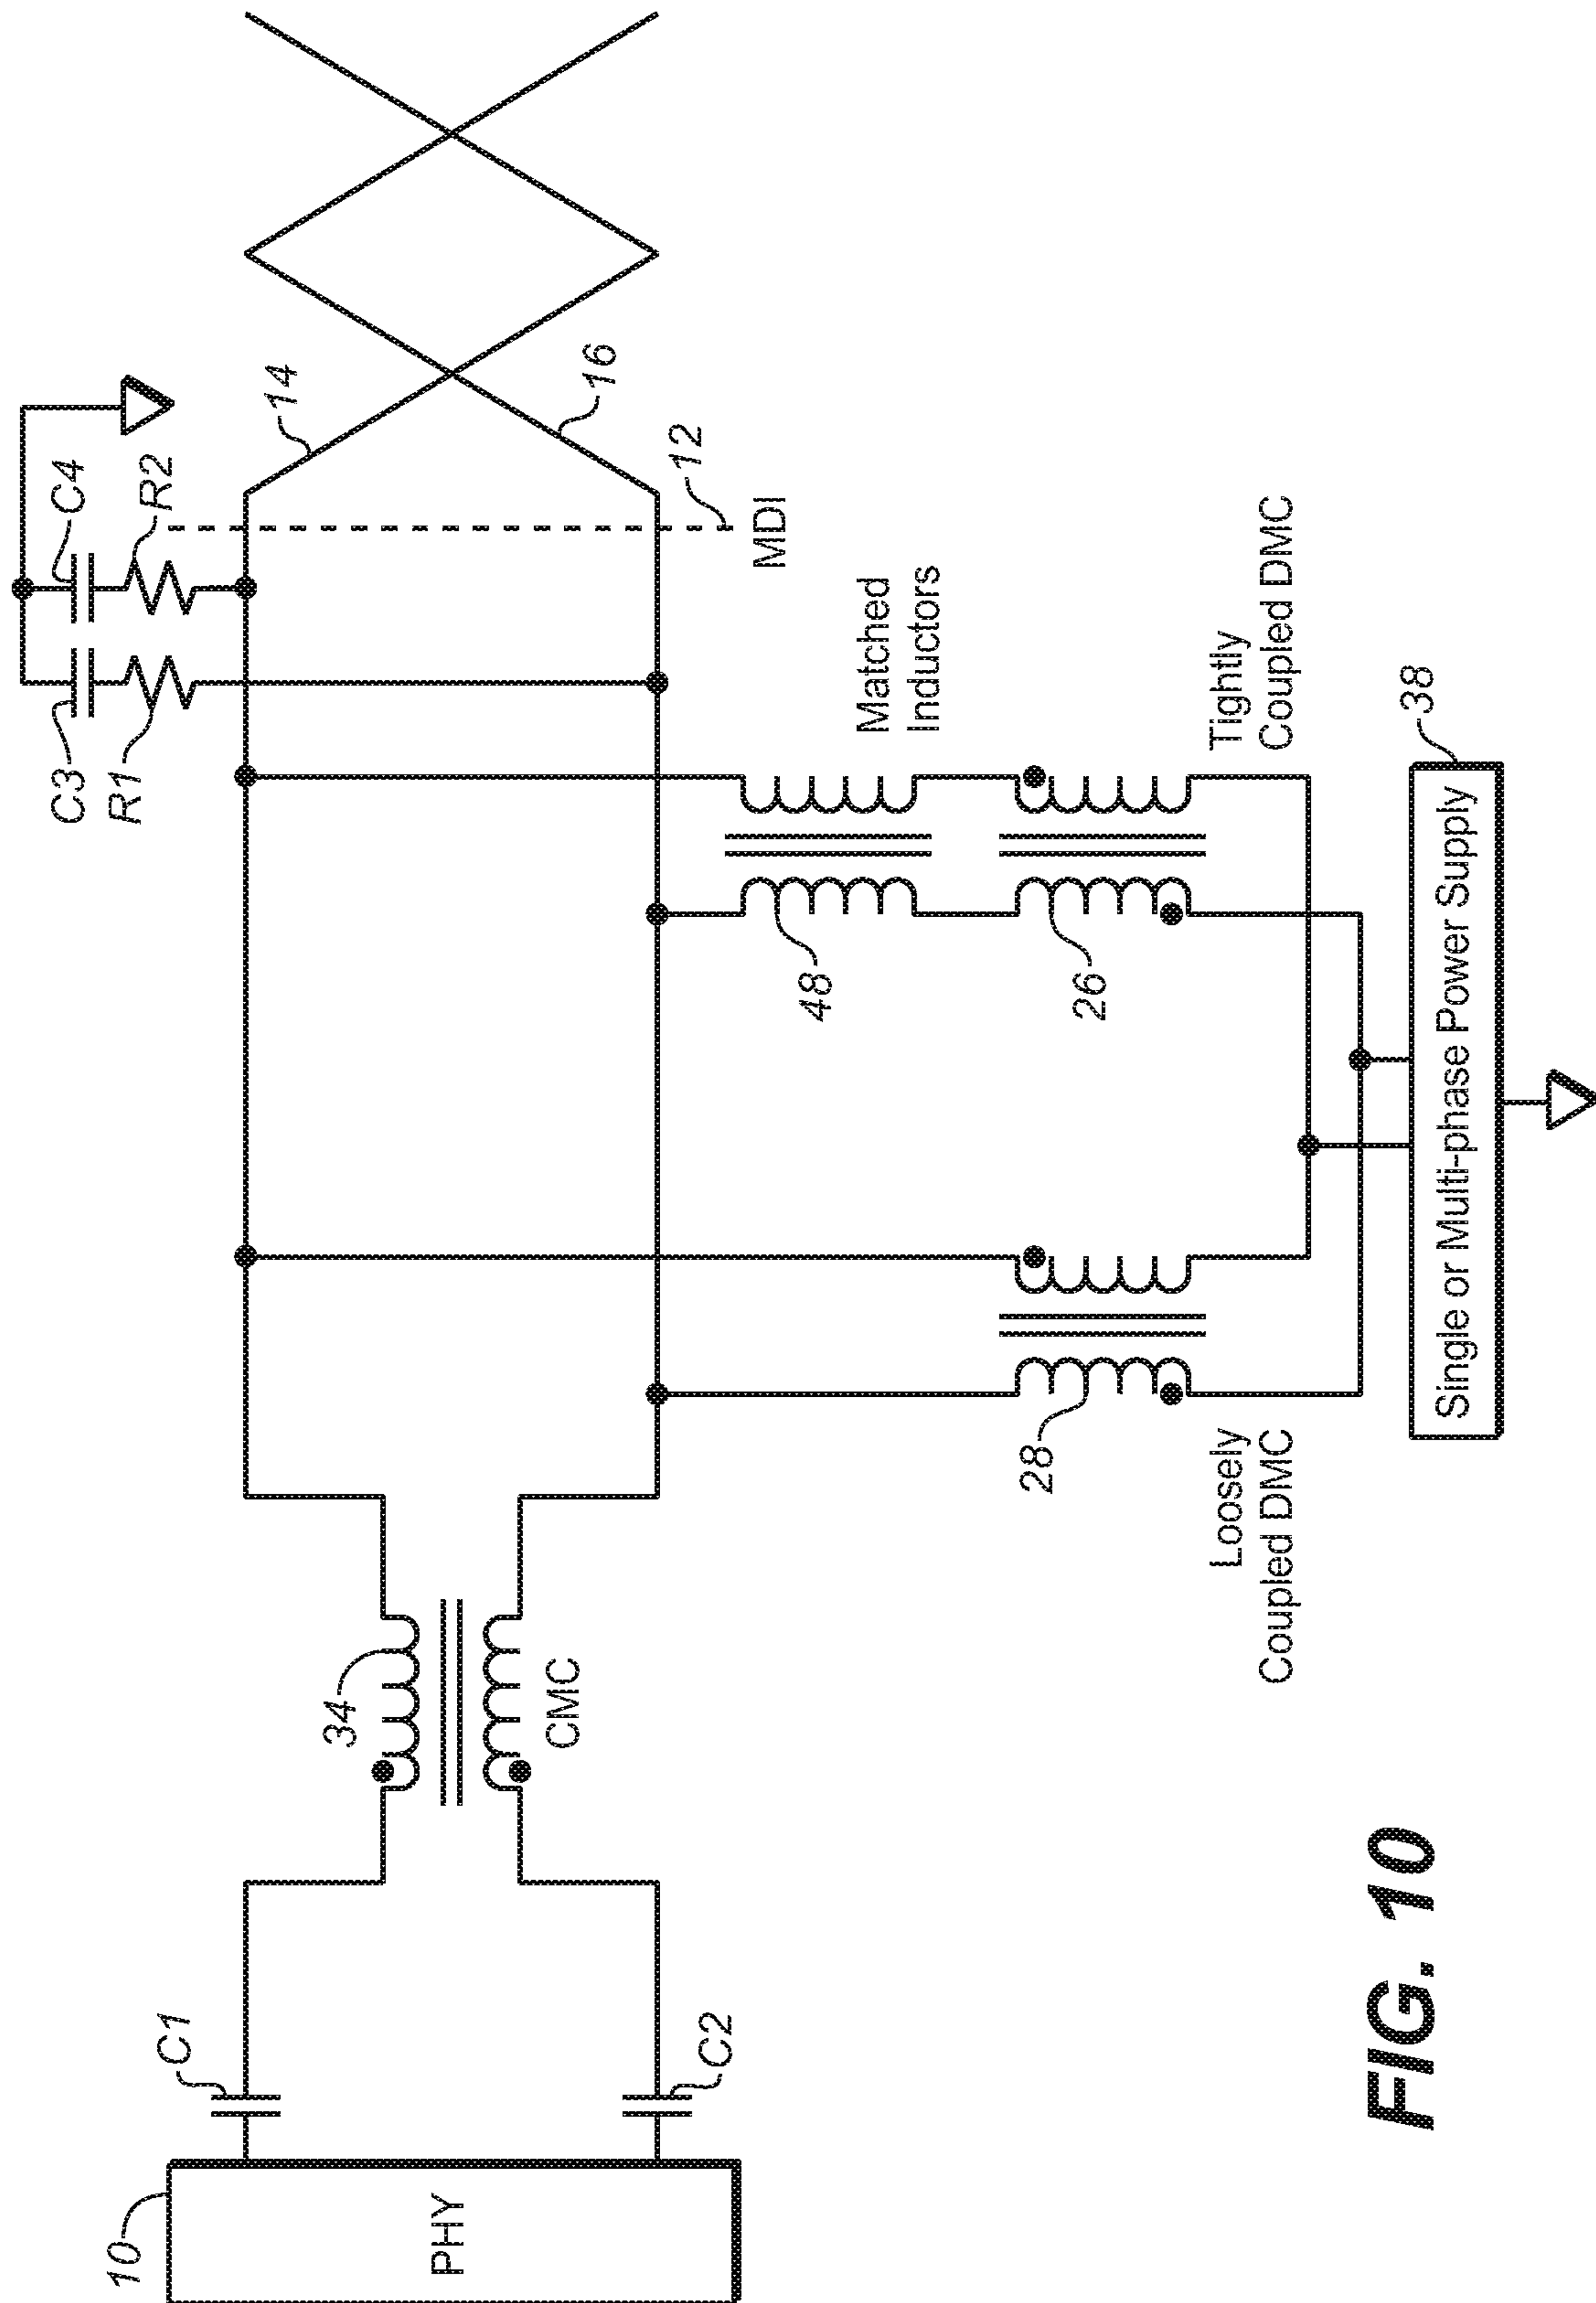 10
PHY
C1
C2
34
CMC
Loosely
Coupled DMC
28
48
26
Matched
Inductors
Tightly
Coupled DMC
C3
R1
C4
R2
14
16
12
MDI
38
Single or Multi-phase Power Supply
FIG. 10